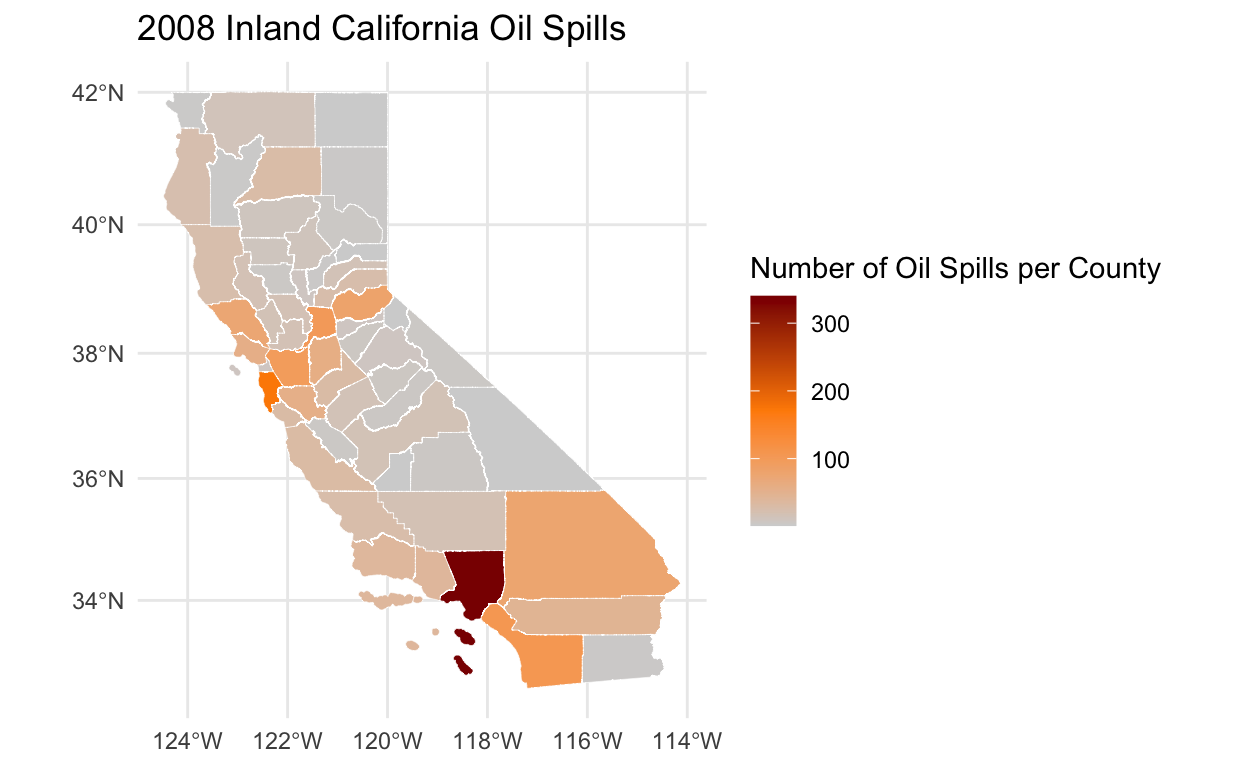 2008 Inland California Oil Spills
42°N
40°N
38°N
36°N
34°N
124°W 122°W 120°W 118°W 116°W 114°W
Number of Oil Spills per County
300
200
100